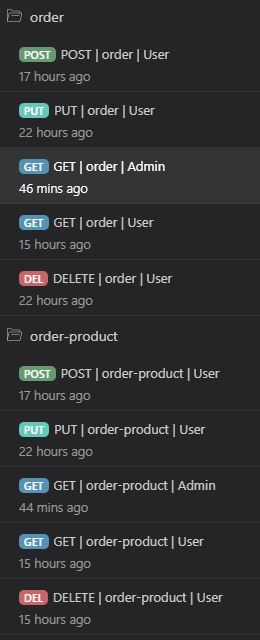 order
POST POST | order | User
17 hours ago
PUT PUT | order | User
22 hours ago
GET GET | order | Admin
46 mins ago
GET GET | order | User
15 hours ago
DEL DELETE | order | User
22 hours ago
order-product
POST POST | order-product | User
17 hours ago
PUT PUT | order-product | User
22 hours ago
GET GET | order-product | Admin
44 mins ago
GET GET | order-product | User
15 hours ago
DEL DELETE | order-product | User
15 hours ago